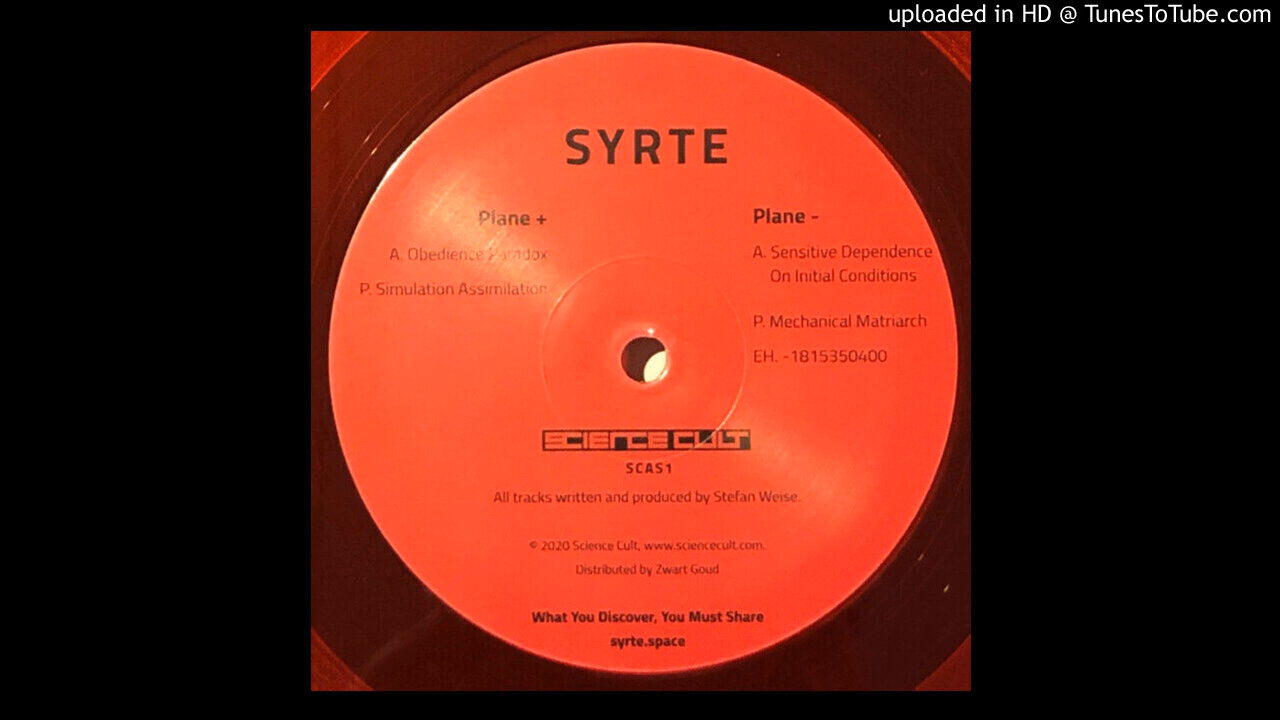 uploaded in HD @ TunesToTube.com
SYRTE
Plane +
A. Obedience Paradox
P. Simulation Assimilation
Plane -
A. Sensitive Dependence
On Initial Conditions
P. Mechanical Matriarch
EH. -1815350400
SCIENCE CULT
SCAS1
All tracks written and produced by Stefan Weise.
© 2020 Science Cult, www.sciencecult.com.
Distributed by Zwart Goud
What You Discover, You Must Share
syrte.space